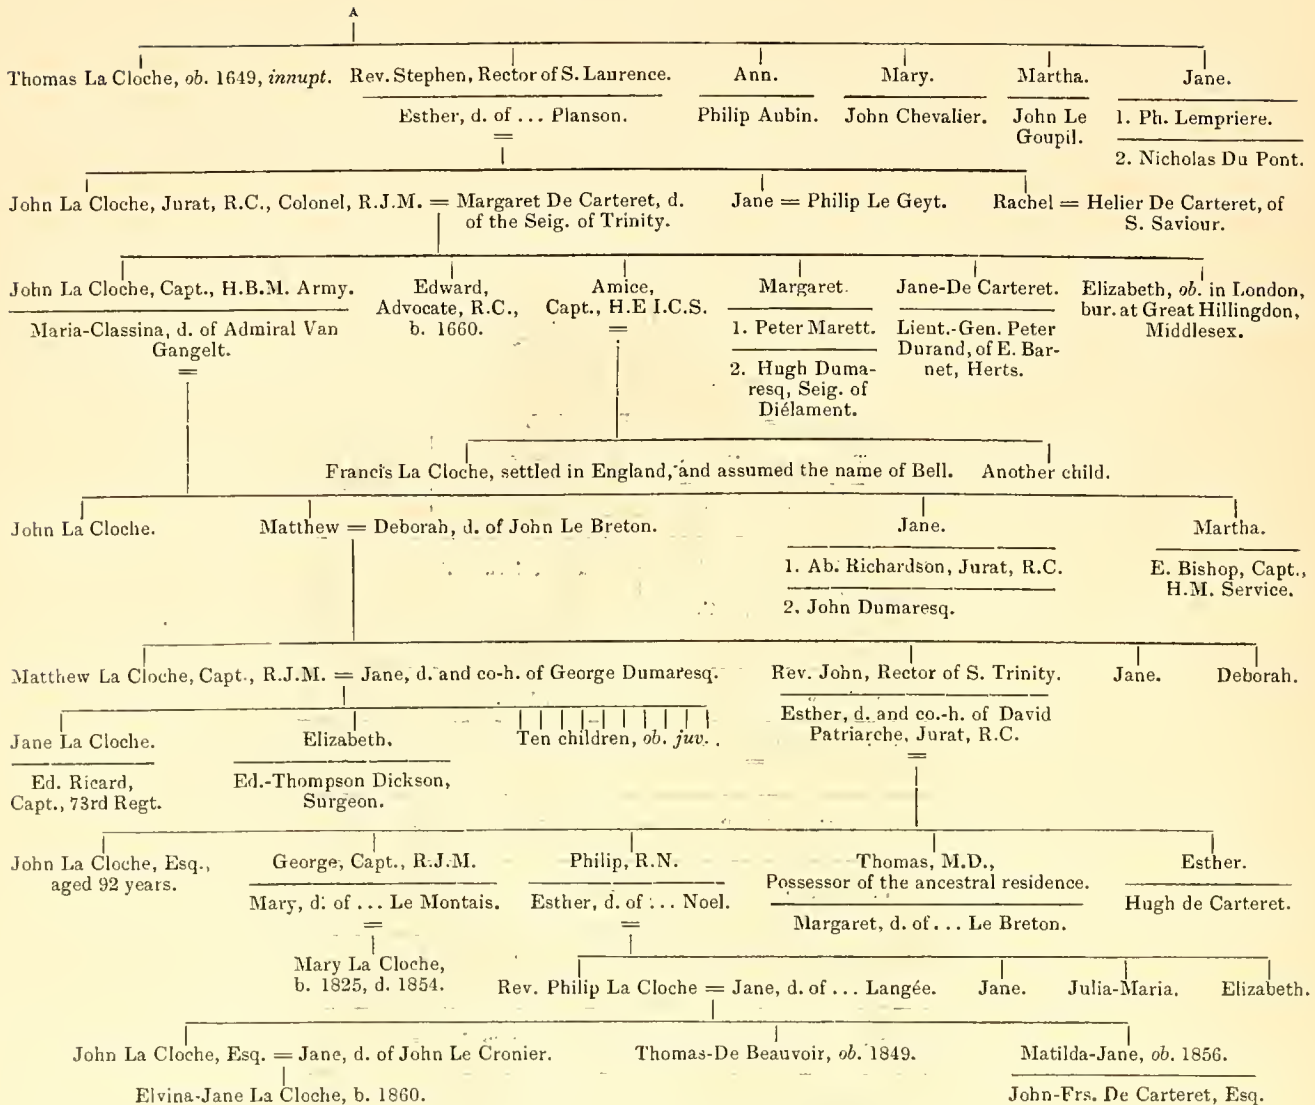 A
Thomas La Cloche, ob. 1649, innupt. Rev. Stephen, Rector of S. Laurence. Ann. Mary. Martha. Jane.
Esther, d. of ... Planson. Philip Aubin. John Chevalier. John Le Goupil. 1. Ph. Lempriere.
2. Nicholas Du Pont.
John La Cloche, Jurat, R.C., Colonel, R.J.M. = Margaret De Carteret, d. of the Seig. of Trinity. Jane = Philip Le Geyt. Rachel = Helier De Carteret, of S. Saviour.
John La Cloche, Capt., H.B.M. Army.
Maria-Classina, d. of Admiral Van Gangelt.
=
Edward,
Advocate, R.C.,
b. 1660.
Amice,
Capt., H.E I.C.S.
=
Margaret.
1. Peter Marett.
2. Hugh Dumaresq, Seig. of Diélament.
Jane-De Carteret.
Lieut.-Gen. Peter
Durand, of E. Barnet, Herts.
Elizabeth, ob. in London,
bur. at Great Hillingdon,
Middlesex.
Francis La Cloche, settled in England, and assumed the name of Bell. Another child.
John La Cloche. Matthew = Deborah, d. of John Le Breton. Jane. Martha.
1. Ab. Richardson, Jurat, R.C. E. Bishop, Capt.,
2. John Dumaresq. H.M. Service.
Matthew La Cloche, Capt., R.J.M. = Jane, d. and co-h. of George Dumaresq. Rev. John, Rector of S. Trinity. Jane. Deborah.
Esther, d. and co.-h. of David
Patriarche, Jurat, R.C.
=
Jane La Cloche. Elizabeth. Ten children, ob. juv.
Ed. Ricard, Ed.-Thompson Dickson,
Capt., 73rd Regt. Surgeon.
John La Cloche, Esq.,
aged 92 years.
George, Capt., R.J.M.
Mary, d. of ... Le Montais.
=
Mary La Cloche,
b. 1825, d. 1854.
Philip, R.N.
Esther, d. of ... Noel.
=
Thomas, M.D.,
Possessor of the ancestral residence.
Margaret, d. of ... Le Breton.
Esther.
Hugh de Carteret.
Rev. Philip La Cloche = Jane, d. of ... Langée. Jane. Julia-Maria. Elizabeth.
John La Cloche, Esq. = Jane, d. of John Le Cronier. Thomas-De Beauvoir, ob. 1849. Matilda-Jane, ob. 1856.
Elvina-Jane La Cloche, b. 1860. John-Frs. De Carteret, Esq.